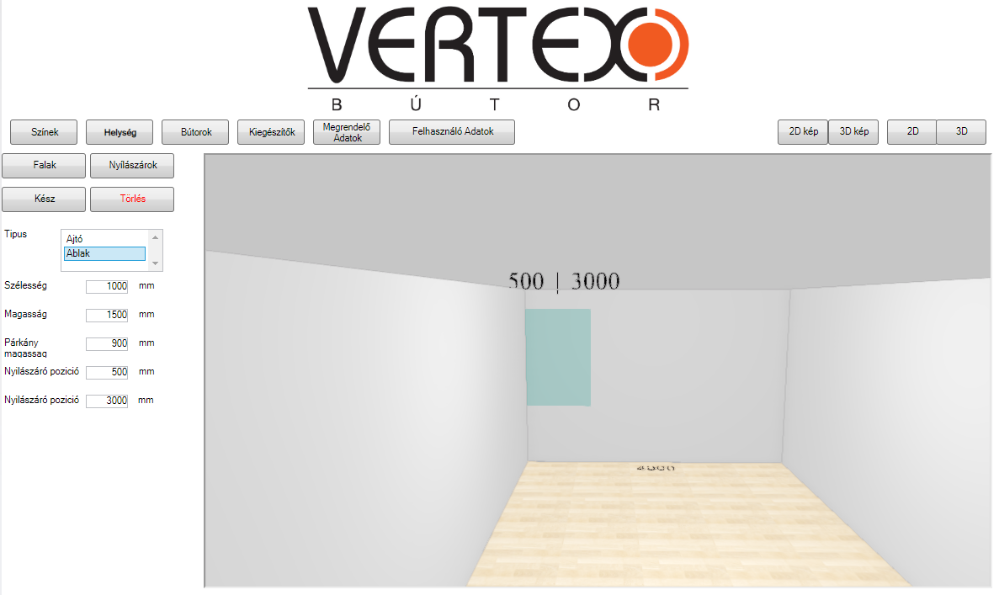 VERTEX
BÚTOR
Színek
Helység
Bútorok
Kiegészítők
Megrendelő
Adatok
Felhasználó Adatok
2D kép
3D kép
2D
3D
Falak
Nyílászárok
Kész
Törlés
Tipus
Ajtó
Ablak
Szélesség 1000 mm
Magasság 1500 mm
Párkány 900 mm
magassag
Nyilászáró pozició 500 mm
Nyilászáró pozició 3000 mm
500 | 3000